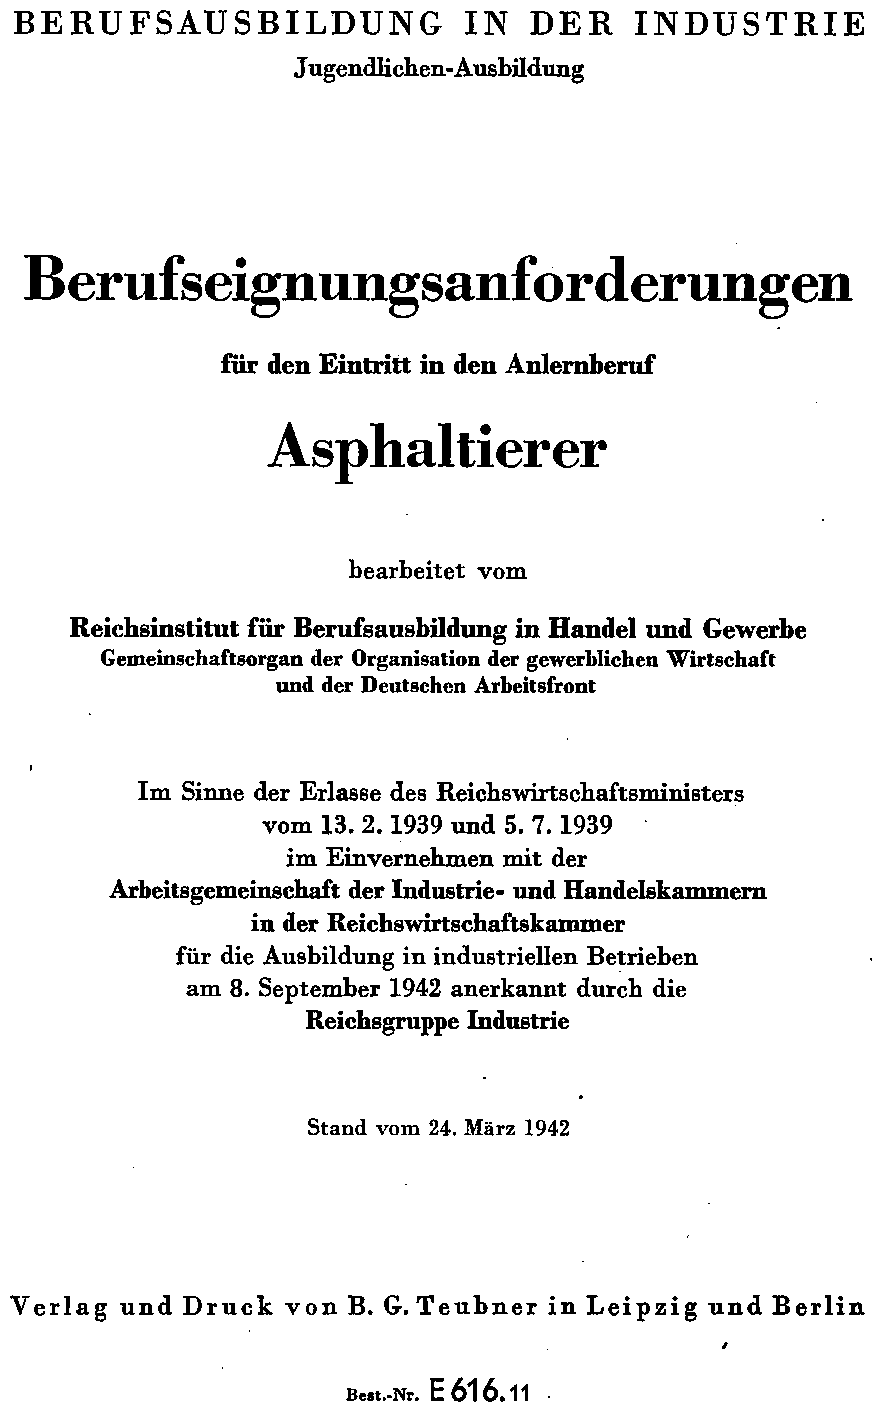 BERUFSAUSBILDUNG IN DER INDUSTRIE
Jugendlichen-Ausbildung
Berufseignungsanforderungen
für den Eintritt in den Anlernberuf
Asphaltierer
bearbeitet vom
Reichsinstitut für Berufsausbildung in Handel und Gewerbe
Gemeinschaftsorgan der Organisation der gewerblichen Wirtschaft
und der Deutschen Arbeitsfront
Im Sinne der Erlasse des Reichswirtschaftsministers
vom 13. 2. 1939 und 5. 7. 1939
im Einvernehmen mit der
Arbeitsgemeinschaft der Industrie- und Handelskammern
in der Reichswirtschaftskammer
für die Ausbildung in industriellen Betrieben
am 8. September 1942 anerkannt durch die
Reichsgruppe Industrie
Stand vom 24. März 1942
Verlag und Druck von B. G. Teubner in Leipzig und Berlin
Best.-Nr. E 616.11